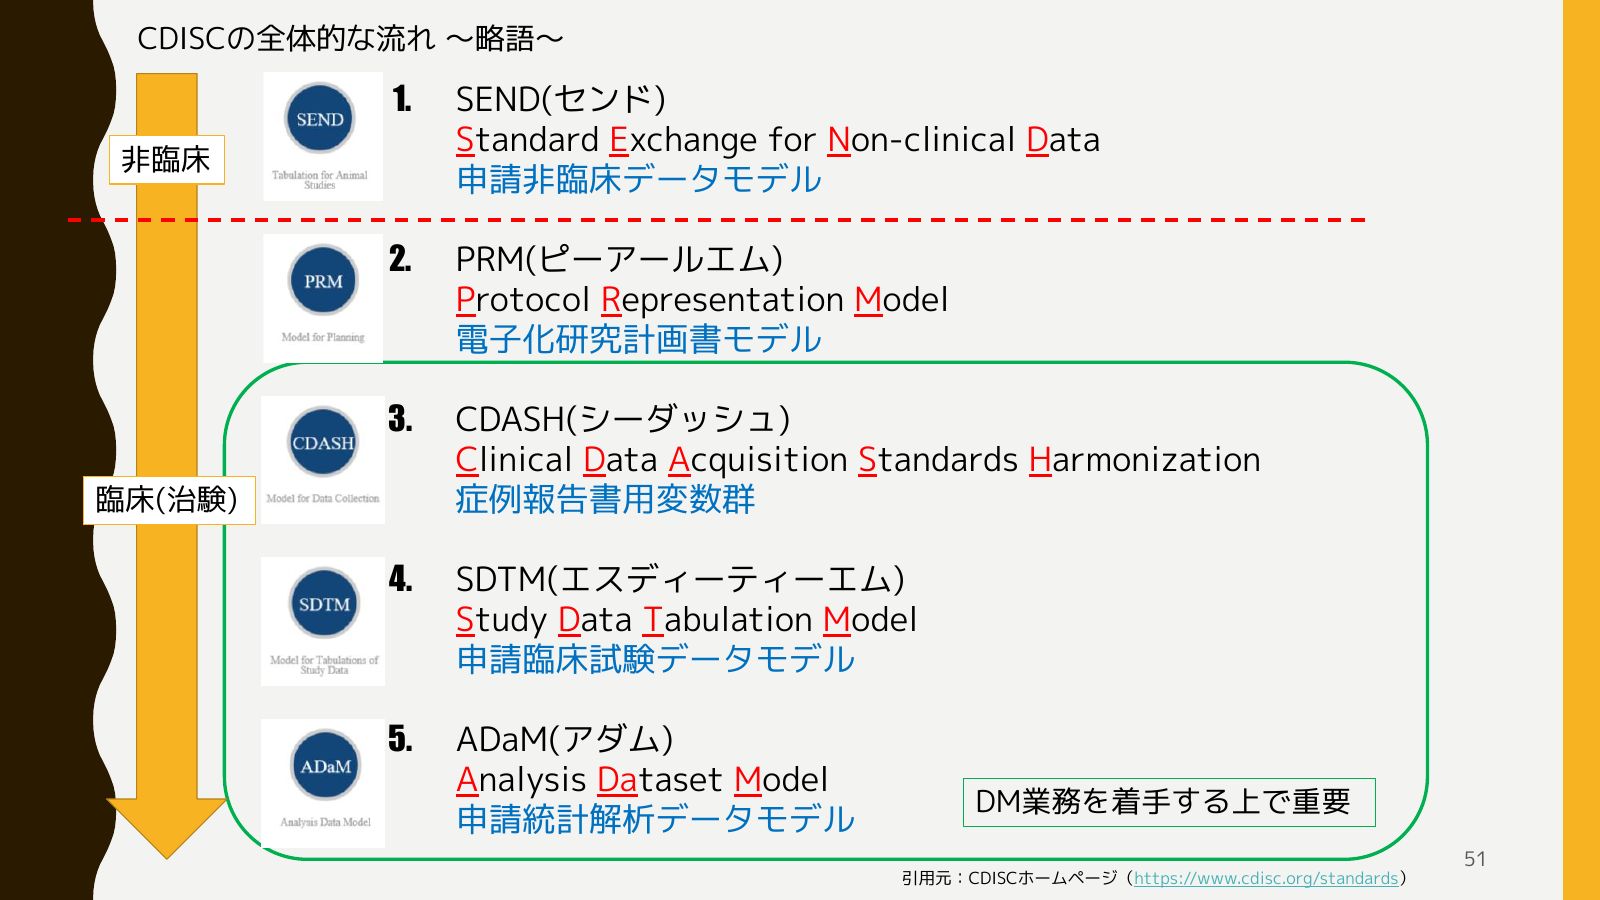 CDISCの全体的な流れ ～略語～
非臨床
SEND
Tabulation for Animal
Studies
1. SEND(センド)
Standard Exchange for Non-clinical Data
申請非臨床データモデル
PRM
Model for Planning
2. PRM(ピーアールエム)
Protocol Representation Model
電子化研究計画書モデル
臨床(治験)
CDASH
Model for Data Collection
3. CDASH(シーダッシュ)
Clinical Data Acquisition Standards Harmonization
症例報告書用変数群
SDTM
Model for Tabulations of
Study Data
4. SDTM(エスディーティーエム)
Study Data Tabulation Model
申請臨床試験データモデル
ADaM
Analysis Data Model
5. ADaM(アダム)
Analysis Dataset Model
申請統計解析データモデル
DM業務を着手する上で重要
51
引用元：CDISCホームページ（https://www.cdisc.org/standards）